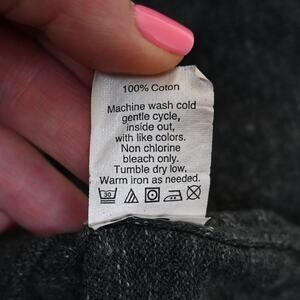 100% Coton
Machine wash cold
gentle cycle,
inside out,
with like colors.
Non chlorine
bleach only.
Tumble dry low.
Warm iron as needed.
30